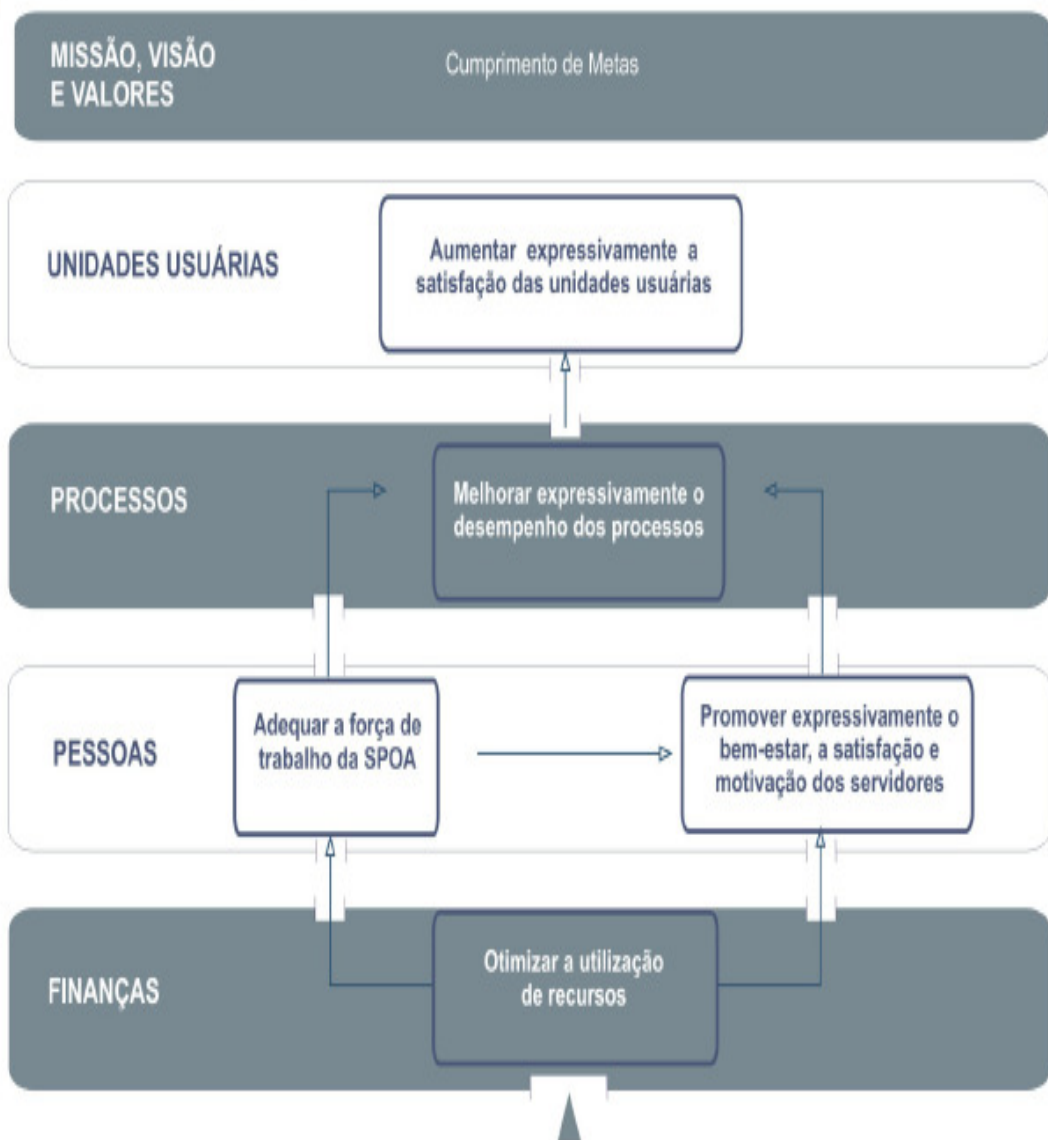 MISSÃO, VISÃO
E VALORES
Cumprimento de Metas
UNIDADES USUÁRIAS
Aumentar expressivamente a
satisfação das unidades usuárias
PROCESSOS
Melhorar expressivamente o
desempenho dos processos
PESSOAS
Adequar a força de
trabalho da SPOA
Promover expressivamente o
bem-estar, a satisfação e
motivação dos servidores
FINANÇAS
Otimizar a utilização
de recursos